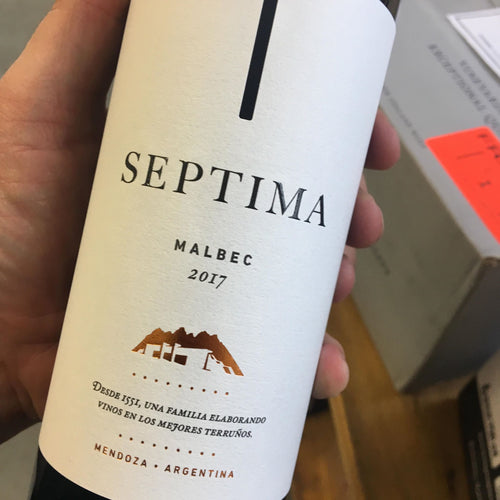 SEPTIMA
MALBEC
2017
DESDE 1551, UNA FAMILIA ELABORANDO
VINOS EN LOS MEJORES TERRUÑOS.
MENDOZA • ARGENTINA